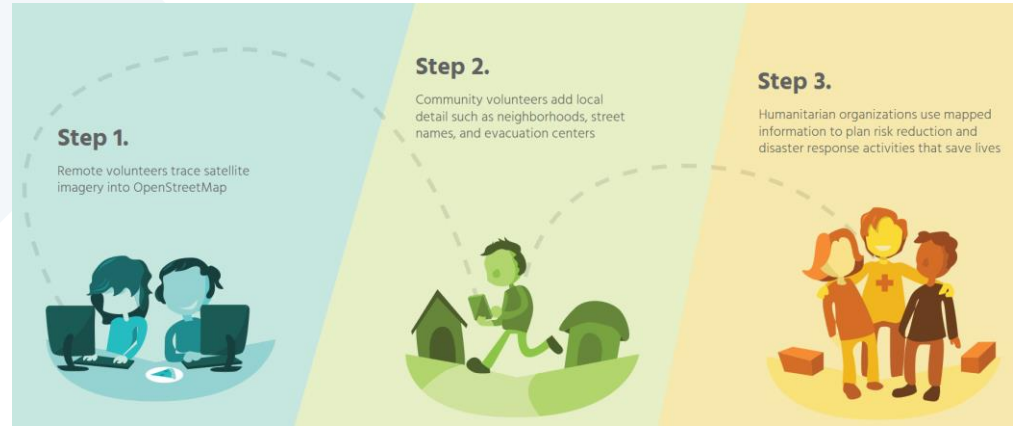 Step 1.
Remote volunteers trace satellite
imagery into OpenStreetMap
Step 2.
Community volunteers add local
detail such as neighborhoods, street
names, and evacuation centers
Step 3.
Humanitarian organizations use mapped
information to plan risk reduction and
disaster response activities that save lives